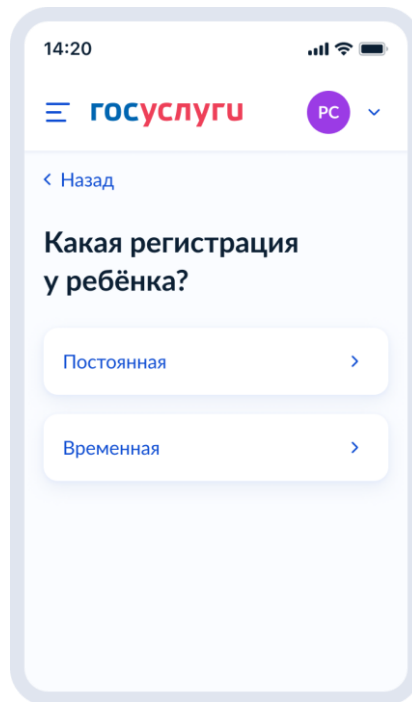 14:20
госуслуги
РС
Назад
Какая регистрация
у ребёнка?
Постоянная
Временная